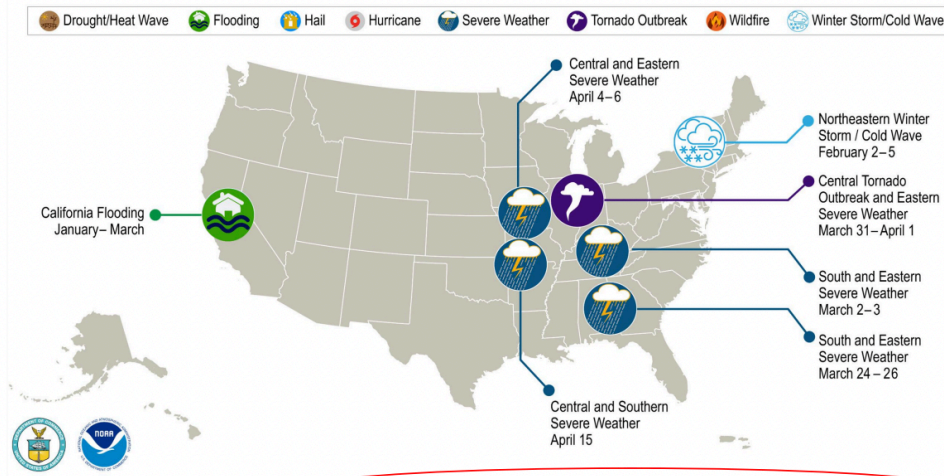 Drought/Heat Wave Flooding Hail Hurricane Severe Weather Tornado Outbreak Wildfire Winter Storm/Cold Wave
Central and Eastern
Severe Weather
April 4–6
Northeastern Winter
Storm / Cold Wave
February 2–5
Central Tornado
Outbreak and Eastern
Severe Weather
March 31–April 1
California Flooding
January–March
South and Eastern
Severe Weather
March 2–3
South and Eastern
Severe Weather
March 24–26
Central and Southern
Severe Weather
April 15
NOAA